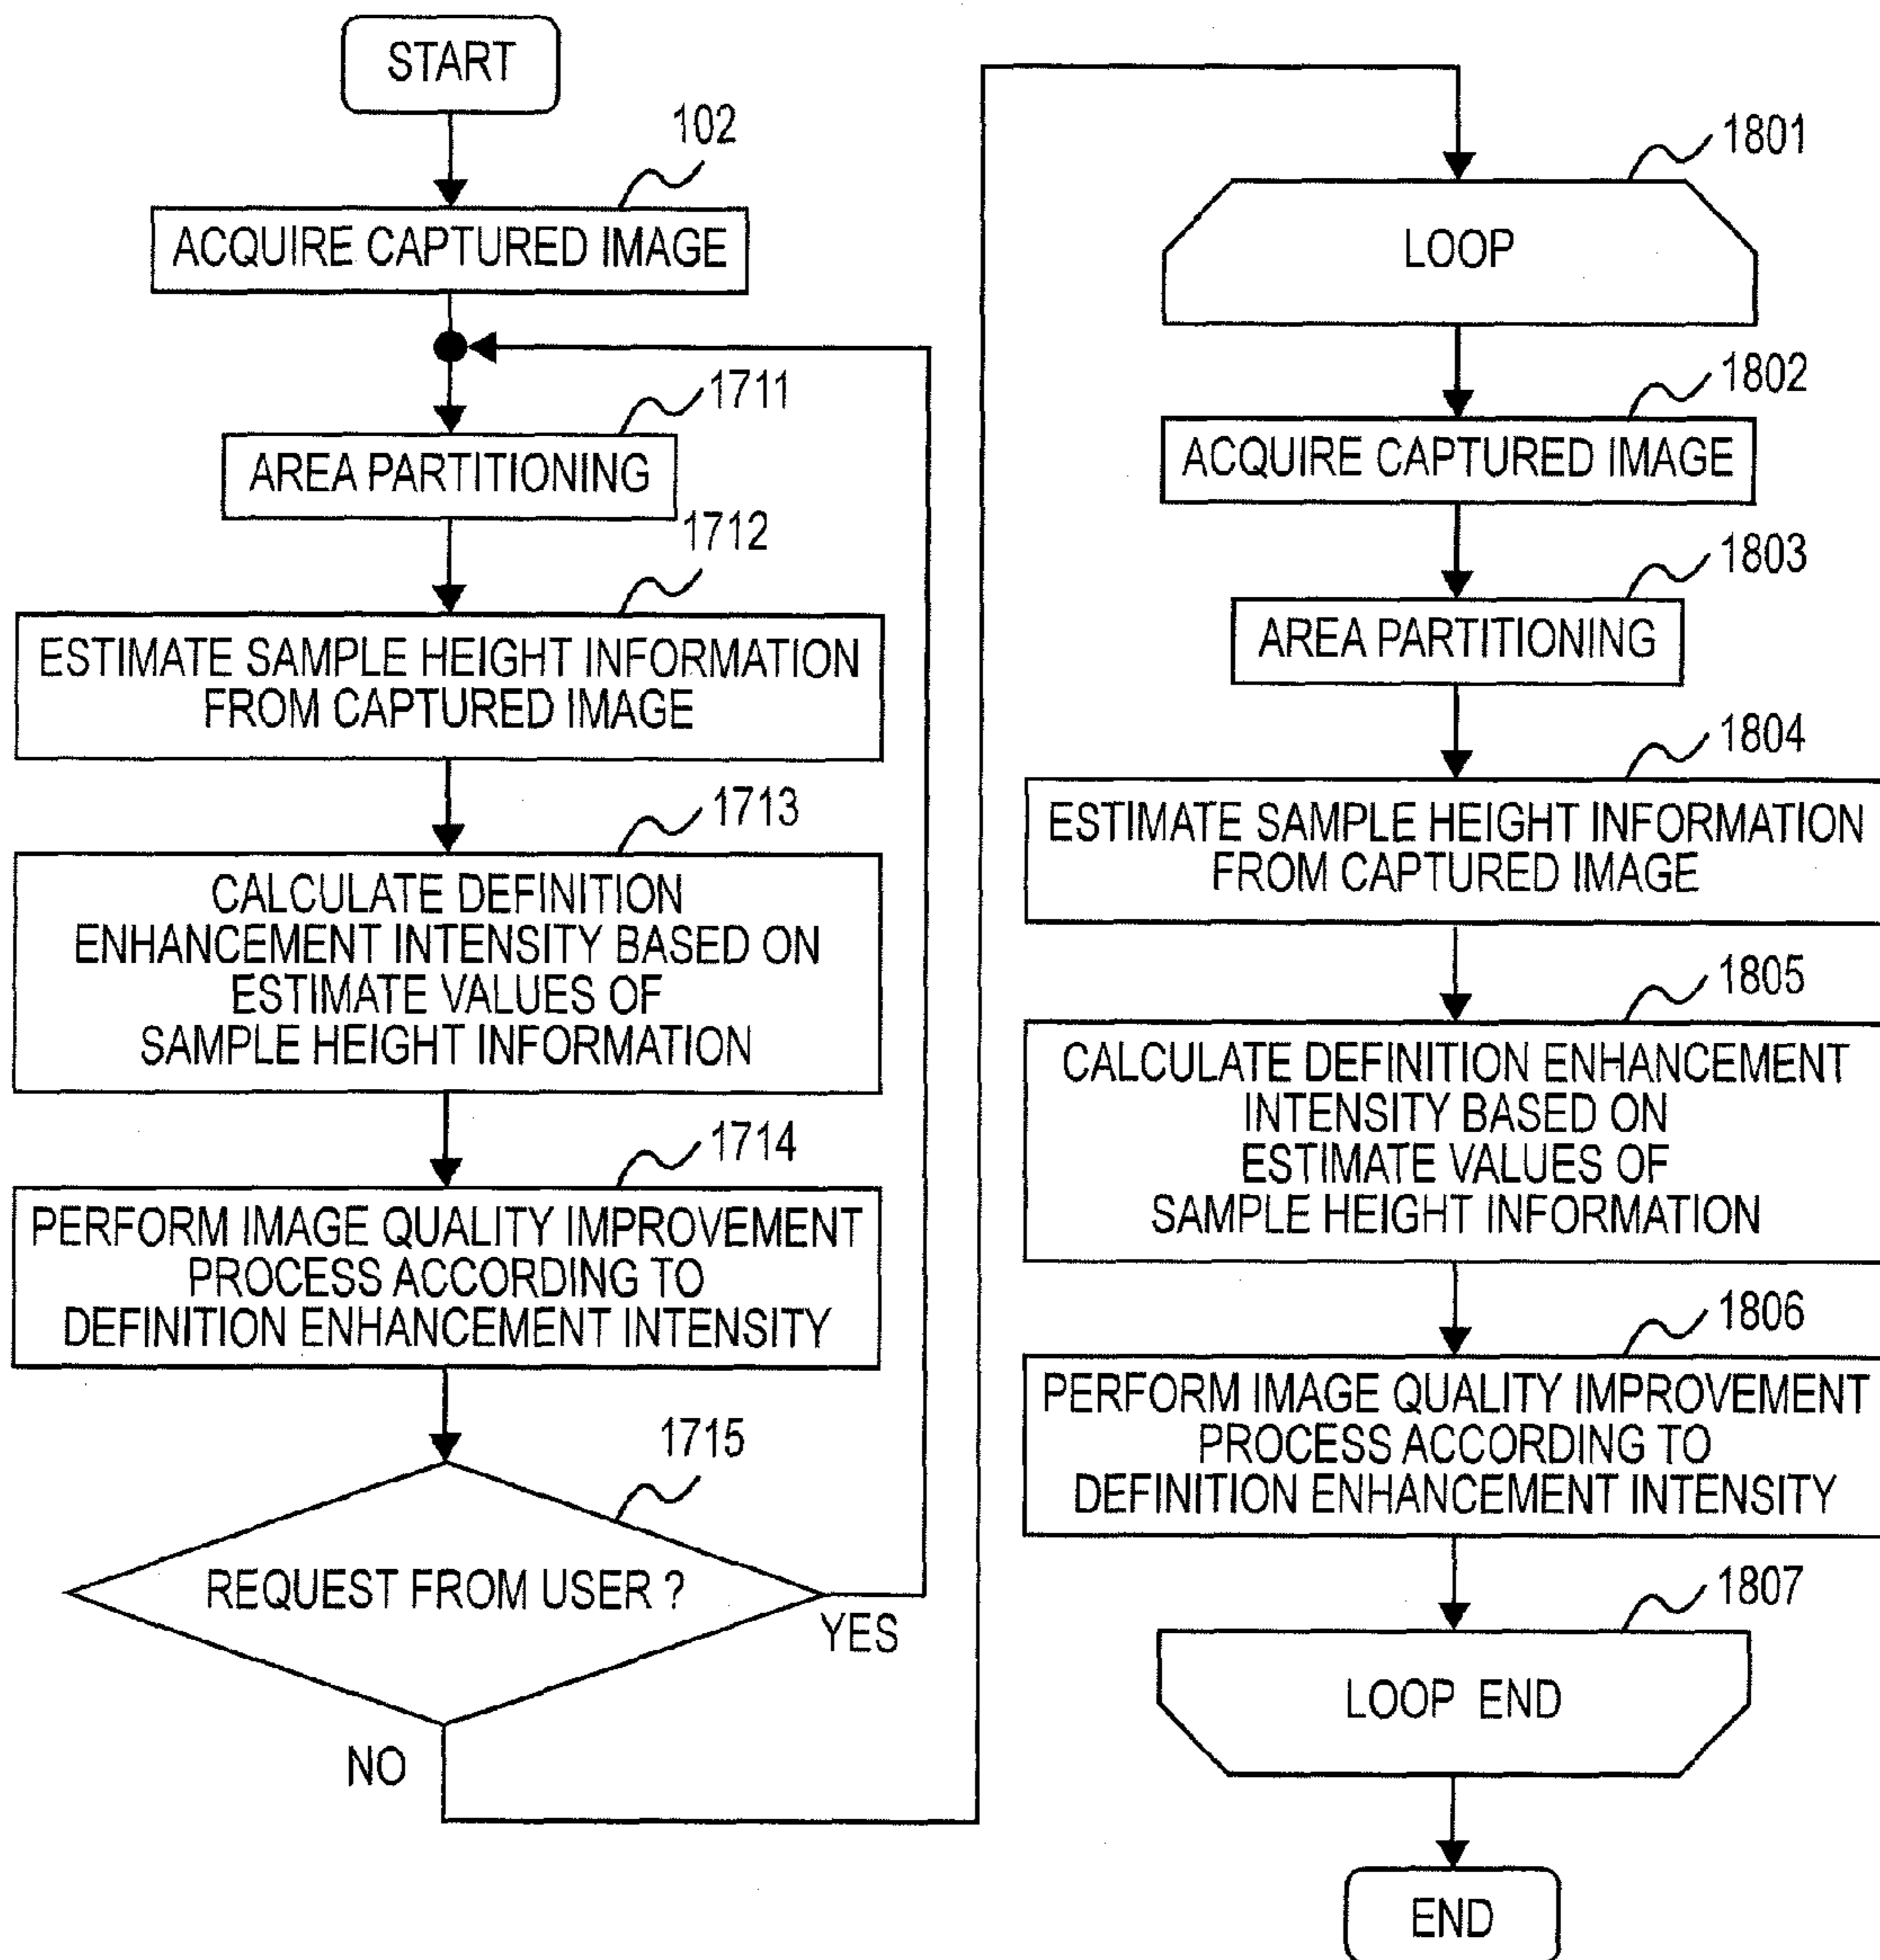 START
102
ACQUIRE CAPTURED IMAGE
1711
AREA PARTITIONING
1712
ESTIMATE SAMPLE HEIGHT INFORMATION
FROM CAPTURED IMAGE
1713
CALCULATE DEFINITION
ENHANCEMENT INTENSITY BASED ON
ESTIMATE VALUES OF
SAMPLE HEIGHT INFORMATION
1714
PERFORM IMAGE QUALITY IMPROVEMENT
PROCESS ACCORDING TO
DEFINITION ENHANCEMENT INTENSITY
1715
REQUEST FROM USER ?
YES
NO
1801
LOOP
1802
ACQUIRE CAPTURED IMAGE
1803
AREA PARTITIONING
1804
ESTIMATE SAMPLE HEIGHT INFORMATION
FROM CAPTURED IMAGE
1805
CALCULATE DEFINITION ENHANCEMENT
INTENSITY BASED ON
ESTIMATE VALUES OF
SAMPLE HEIGHT INFORMATION
1806
PERFORM IMAGE QUALITY IMPROVEMENT
PROCESS ACCORDING TO
DEFINITION ENHANCEMENT INTENSITY
1807
LOOP END
END